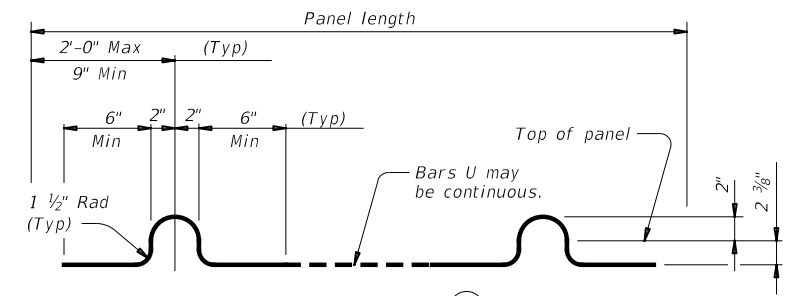 Panel length
2'-0" Max
(Typ)
9" Min
6"
2"
2"
6"
(Typ)
Min
Min
Top of panel
Bars U may
be continuous.
1 ½" Rad
(Typ)
2"
2 ⅜"